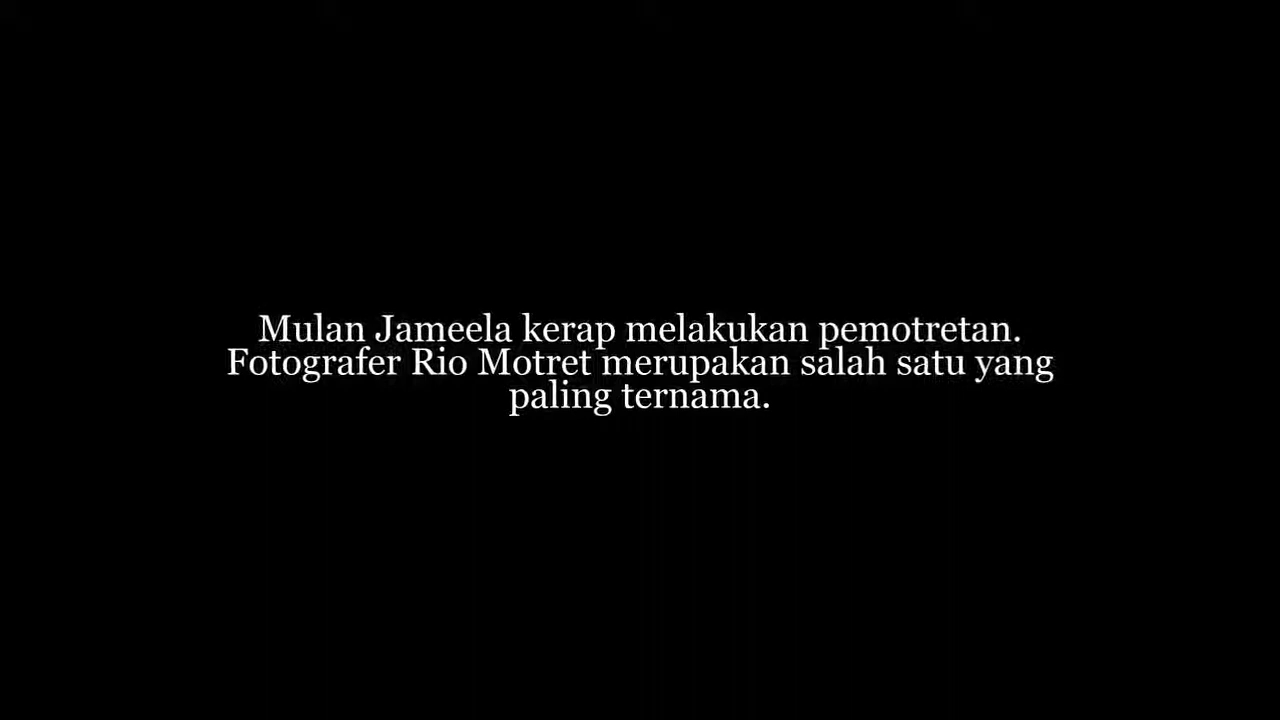 Mulan Jameela kerap melakukan pemotretan.
Fotografer Rio Motret merupakan salah satu yang
paling ternama.